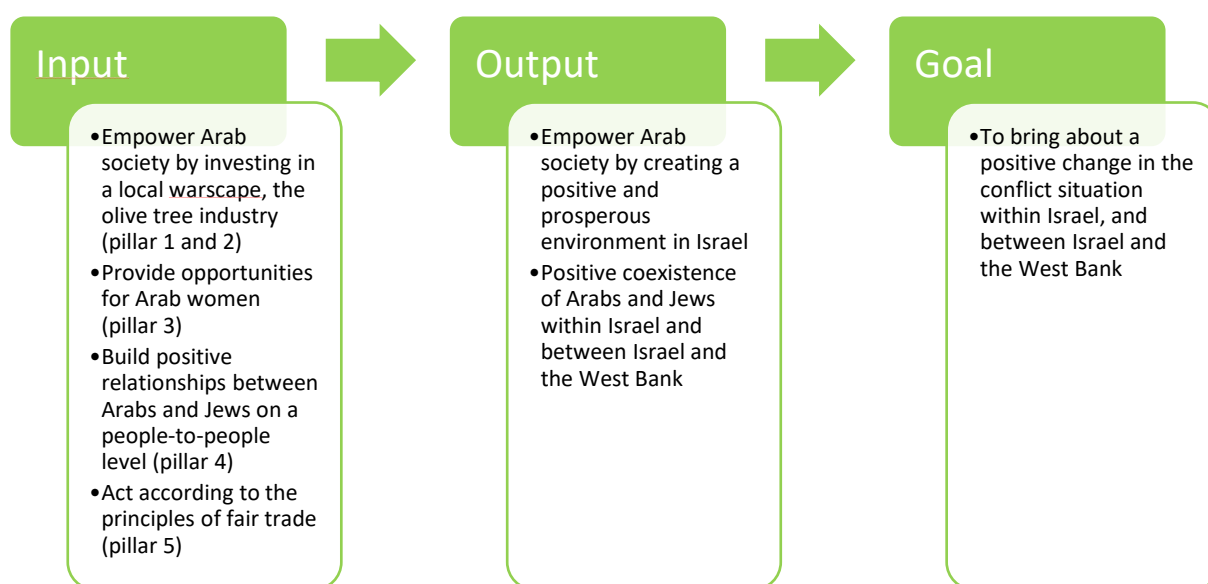 Input
•Empower Arab
society by investing in
a local warscape, the
olive tree industry
(pillar 1 and 2)
•Provide opportunities
for Arab women
(pillar 3)
•Build positive
relationships between
Arabs and Jews on a
people-to-people
level (pillar 4)
•Act according to the
principles of fair trade
(pillar 5)
Output
•Empower Arab
society by creating a
positive and
prosperous
environment in Israel
•Positive coexistence
of Arabs and Jews
within Israel and
between Israel and
the West Bank
Goal
•To bring about a
positive change in the
conflict situation
within Israel, and
between Israel and
the West Bank